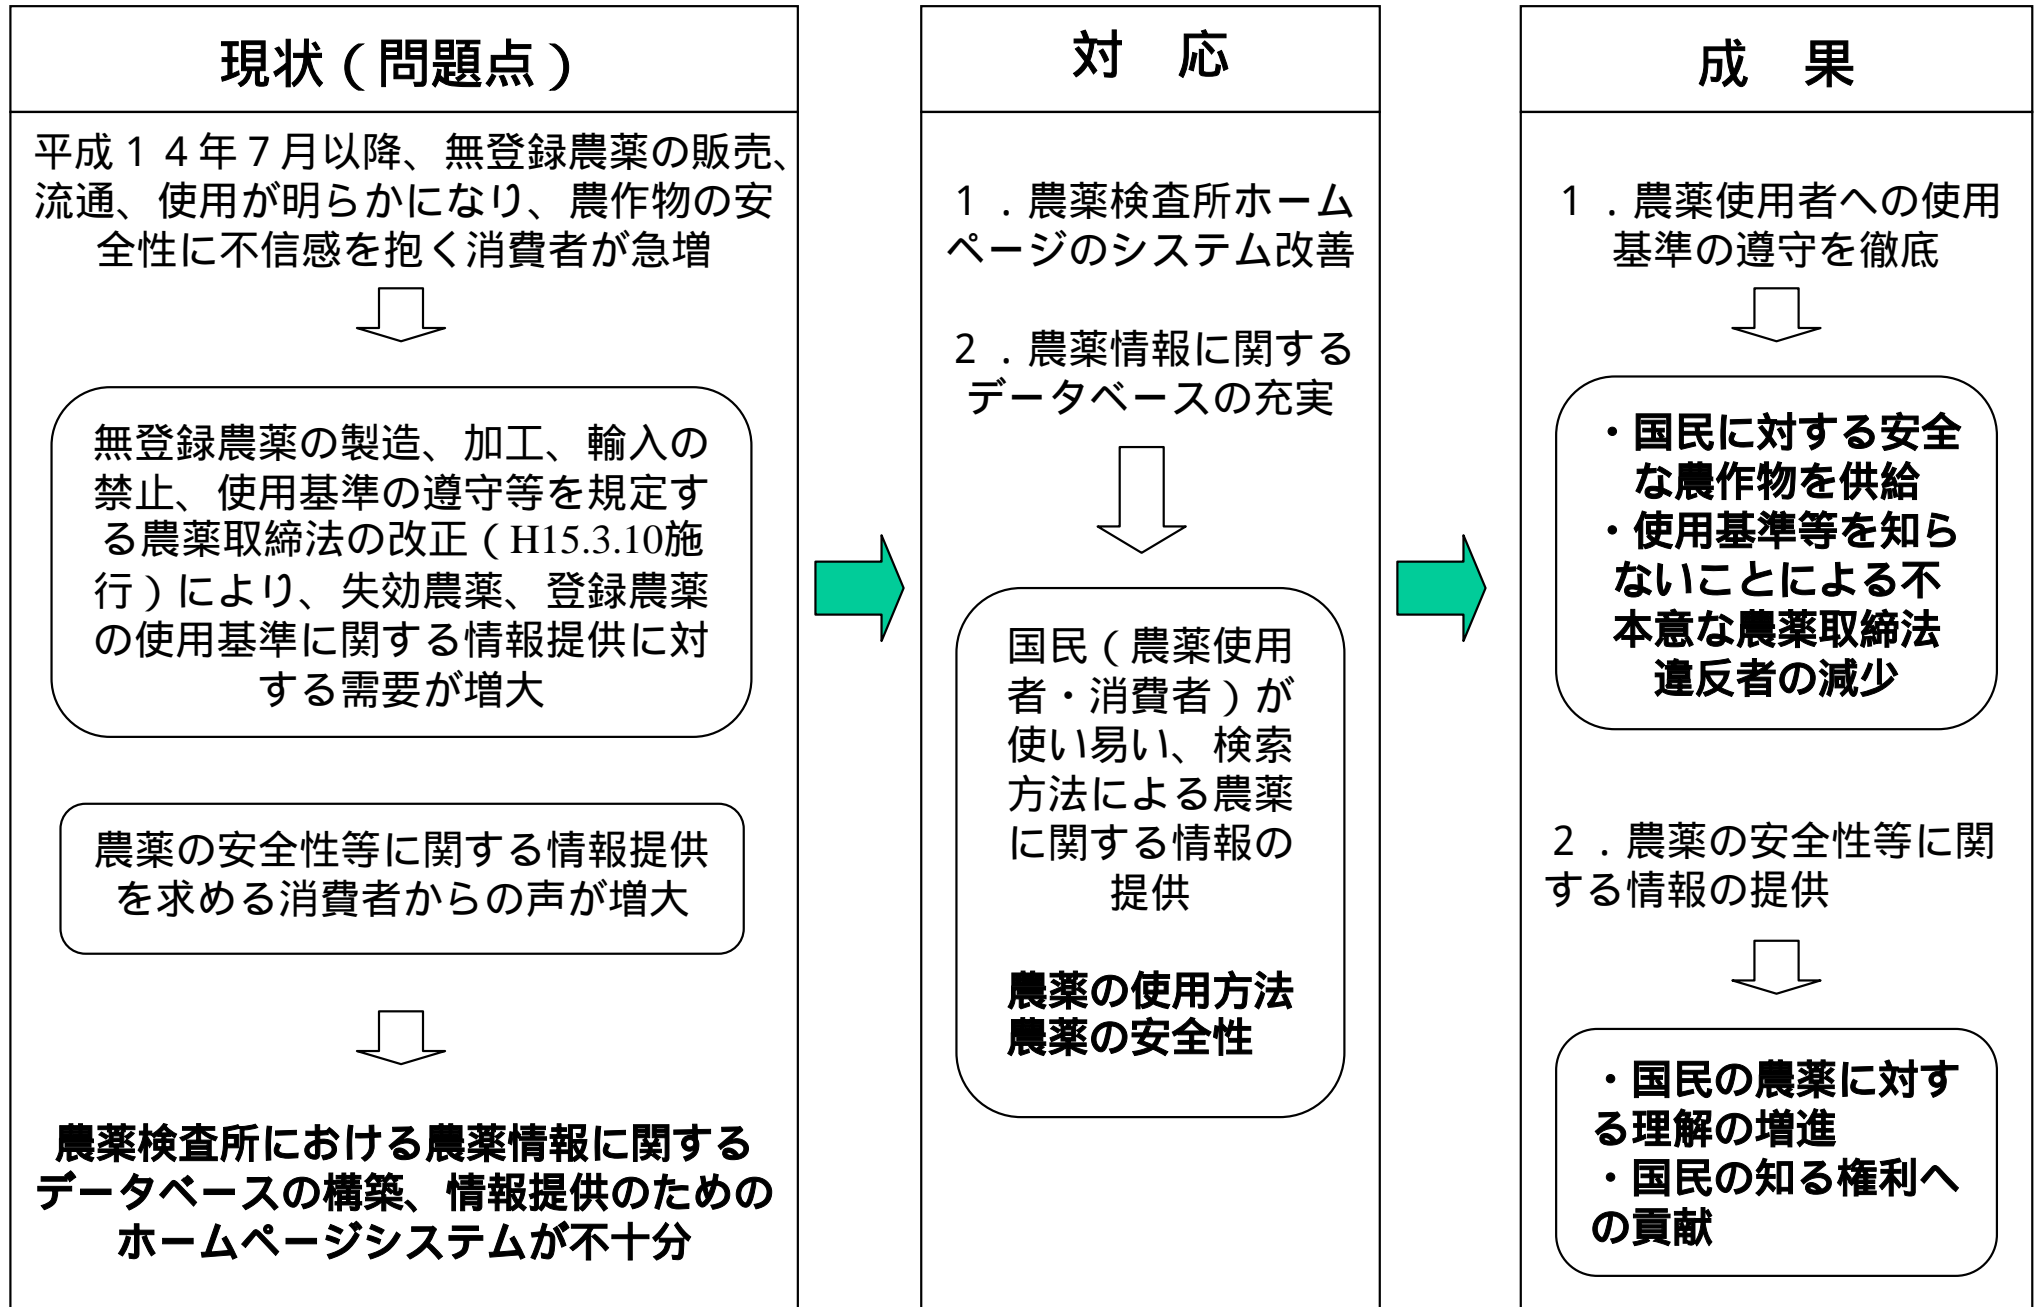 現状（問題点）
平成１４年７月以降、無登録農薬の販売、
流通、使用が明らかになり、農作物の安
全性に不信感を抱く消費者が急増
無登録農薬の製造、加工、輸入の
禁止、使用基準の遵守等を規定す
る農薬取締法の改正（H15.3.10施
行）により、失効農薬、登録農薬
の使用基準に関する情報提供に対
する需要が増大
農薬の安全性等に関する情報提供
を求める消費者からの声が増大
農薬検査所における農薬情報に関する
データベースの構築、情報提供のための
ホームページシステムが不十分
対　応
１．農薬検査所ホーム
ページのシステム改善
２．農薬情報に関する
データベースの充実
国民（農薬使用
者・消費者）が
使い易い、検索
方法による農薬
に関する情報の
提供
農薬の使用方法
農薬の安全性
成　果
１．農薬使用者への使用
基準の遵守を徹底
・国民に対する安全
な農作物を供給
・使用基準等を知ら
ないことによる不
本意な農薬取締法
違反者の減少
２．農薬の安全性等に関
する情報の提供
・国民の農薬に対す
る理解の増進
・国民の知る権利へ
の貢献